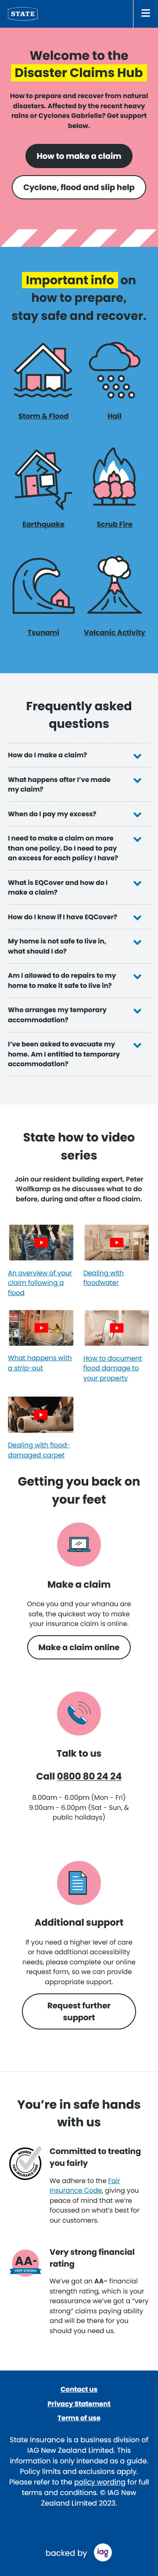 STATE
Welcome to the
Disaster Claims Hub
How to prepare and recover from natural
disasters. Affected by the recent heavy
rains or Cyclones Gabrielle? Get support
below.
How to make a claim
Cyclone, flood and slip help
Important info on
how to prepare,
stay safe and recover.
Storm & Flood
Hail
Earthquake
Scrub Fire
Tsunami
Volcanic Activity
Frequently asked
questions
How do I make a claim?
What happens after I've made
my claim?
When do I pay my excess?
I need to make a claim on more
than one policy. Do I need to pay
an excess for each policy I have?
What is EQCover and how do I
make a claim?
How do I know if I have EQCover?
My home is not safe to live in,
what should I do?
Am I allowed to do repairs to my
home to make it safe to live in?
Who arranges my temporary
accommodation?
I've been asked to evacuate my
home. Am I entitled to temporary
accommodation?
State how to video
series
Join our resident building expert, Peter
Wolfkamp as he discusses what to do
before, during and after a flood claim.
An overview of your
claim following a
flood
Dealing with
floodwater
What happens with
a strip-out
How to document
flood damage to
your property
Dealing with flood-
damaged carpet
Getting you back on
your feet
Make a claim
Once you and your whanau are
safe, the quickest way to make
your insurance claim is online.
Make a claim online
Talk to us
Call 0800 80 24 24
8.00am - 6.00pm (Mon - Fri)
9.00am - 6.00pm (Sat - Sun, &
public holidays)
Additional support
If you need a higher level of care
or have additional accessibility
needs, please complete our online
request form, so we can provide
appropriate support.
Request further
support
You're in safe hands
with us
Committed to treating
you fairly
We adhere to the Fair
Insurance Code, giving you
peace of mind that we're
focussed on what's best for
our customers.
AA-
VERY STRONG
Very strong financial
rating
We've got an AA- financial
strength rating, which is your
reassurance we've got a “very
strong” claims paying ability
and will be there for you
should you need us.
Contact us
Privacy Statement
Terms of use
State Insurance is a business division of
IAG New Zealand Limited. This
information is only intended as a guide.
Policy limits and exclusions apply.
Please refer to the policy wording for full
terms and conditions. © IAG New
Zealand Limited 2023.
backed by iag